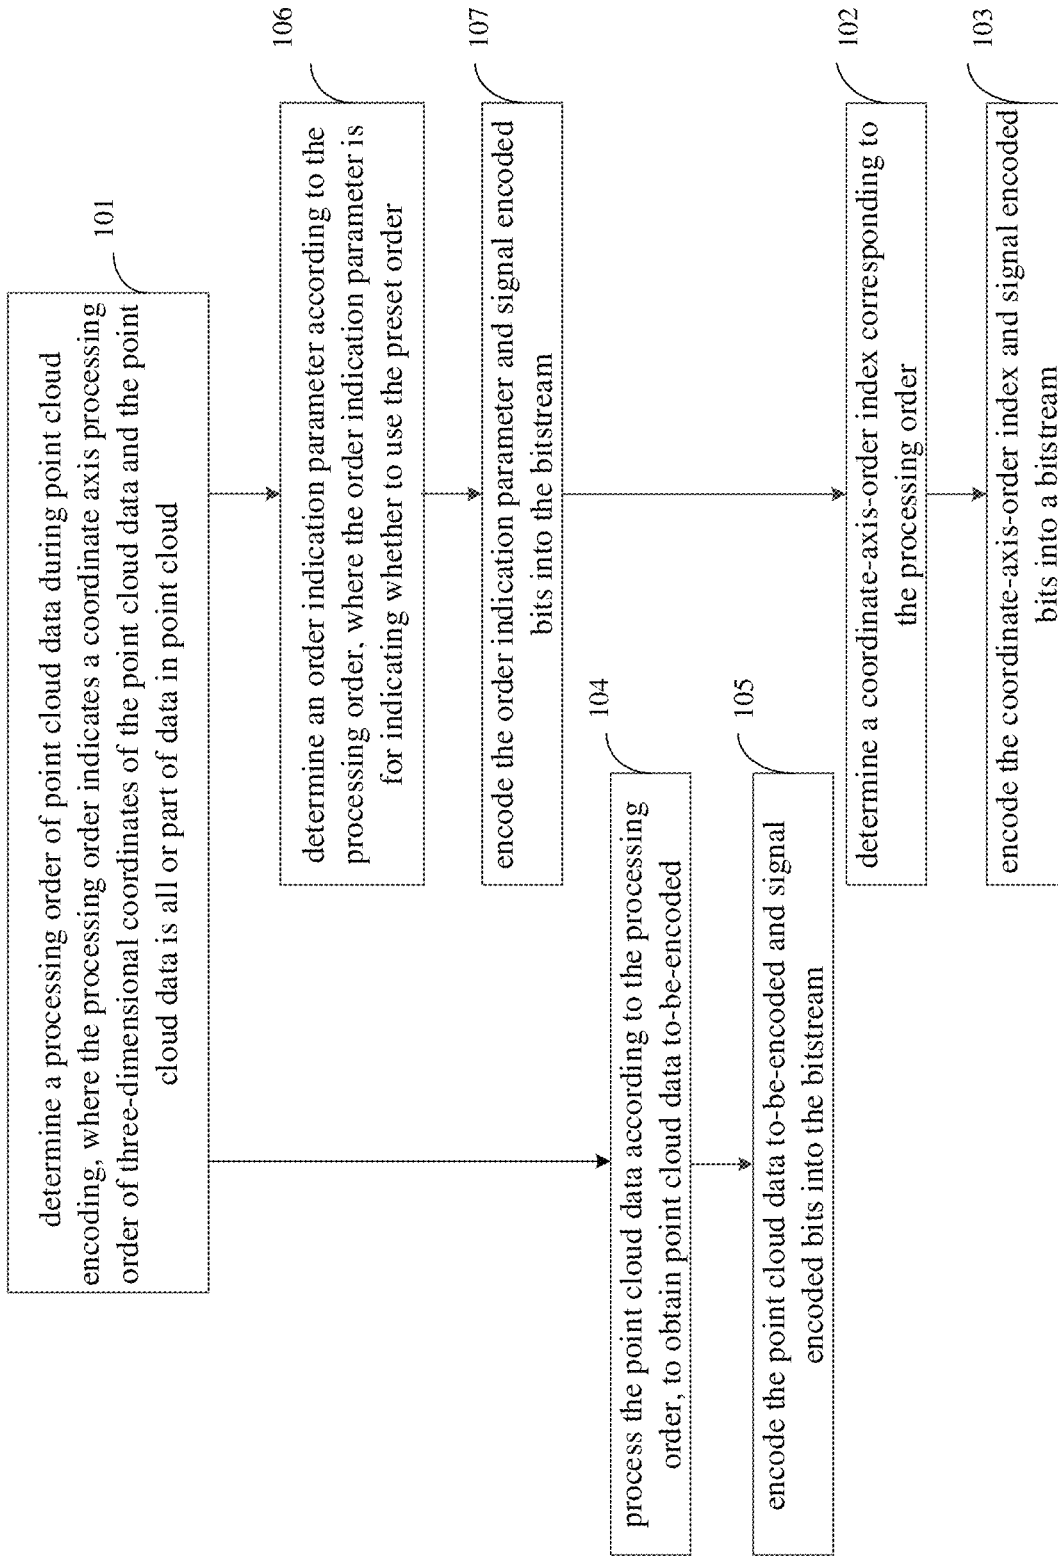 determine a processing order of point cloud data during point cloud
encoding, where the processing order indicates a coordinate axis processing
order of three-dimensional coordinates of the point cloud data and the point
cloud data is all or part of data in point cloud
101
determine an order indication parameter according to the
processing order, where the order indication parameter is
for indicating whether to use the preset order
106
encode the order indication parameter and signal encoded
bits into the bitstream
107
process the point cloud data according to the processing
order, to obtain point cloud data to-be-encoded
104
encode the point cloud data to-be-encoded and signal
encoded bits into the bitstream
105
determine a coordinate-axis-order index corresponding to
the processing order
102
encode the coordinate-axis-order index and signal encoded
bits into a bitstream
103